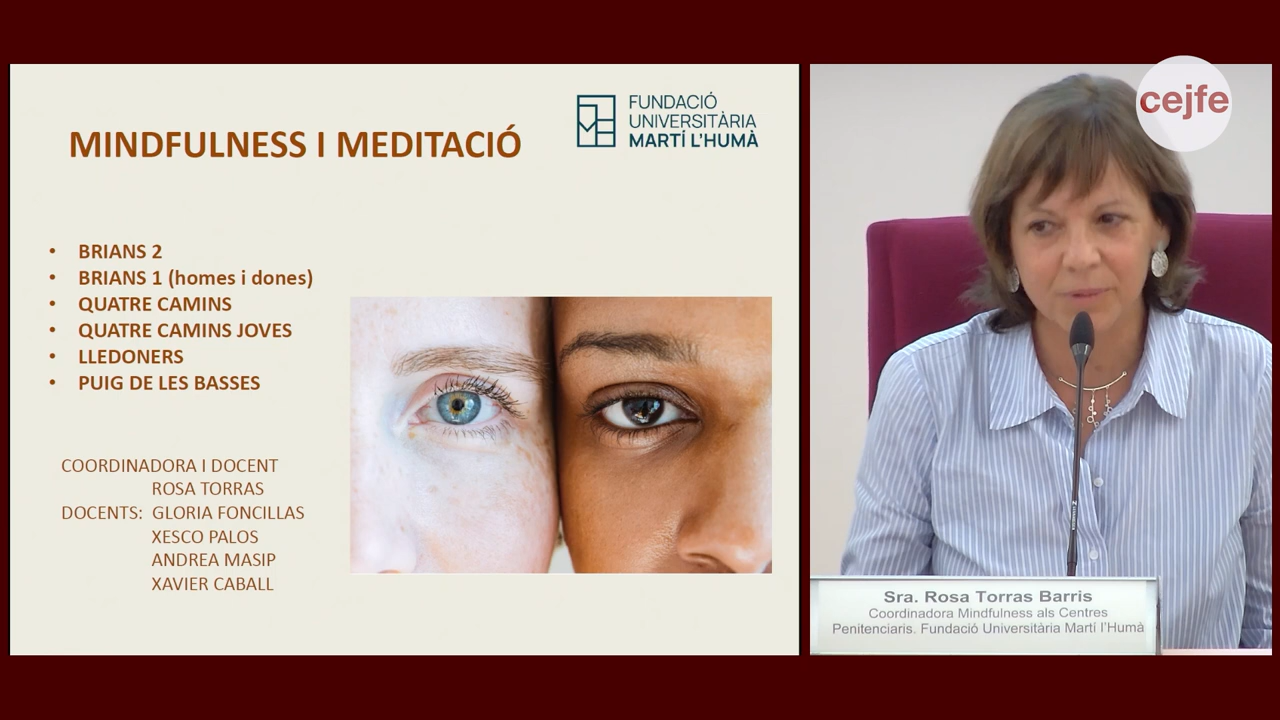 MINDFULNESS I MEDITACIÓ
FUNDACIÓ
UNIVERSITÀRIA
MARTÍ L'HUMÀ
• BRIANS 2
• BRIANS 1 (homes i dones)
• QUATRE CAMINS
• QUATRE CAMINS JOVES
• LLEDONERS
• PUIG DE LES BASSES
COORDINADORA I DOCENT
ROSA TORRAS
DOCENTS: GLORIA FONCILLAS
XESCO PALOS
ANDREA MASIP
XAVIER CABALL
cejfe
Sra. Rosa Torras Barris
Coordinadora Mindfulness als Centres
Penitenciaris. Fundació Universitària Martí l'Humà